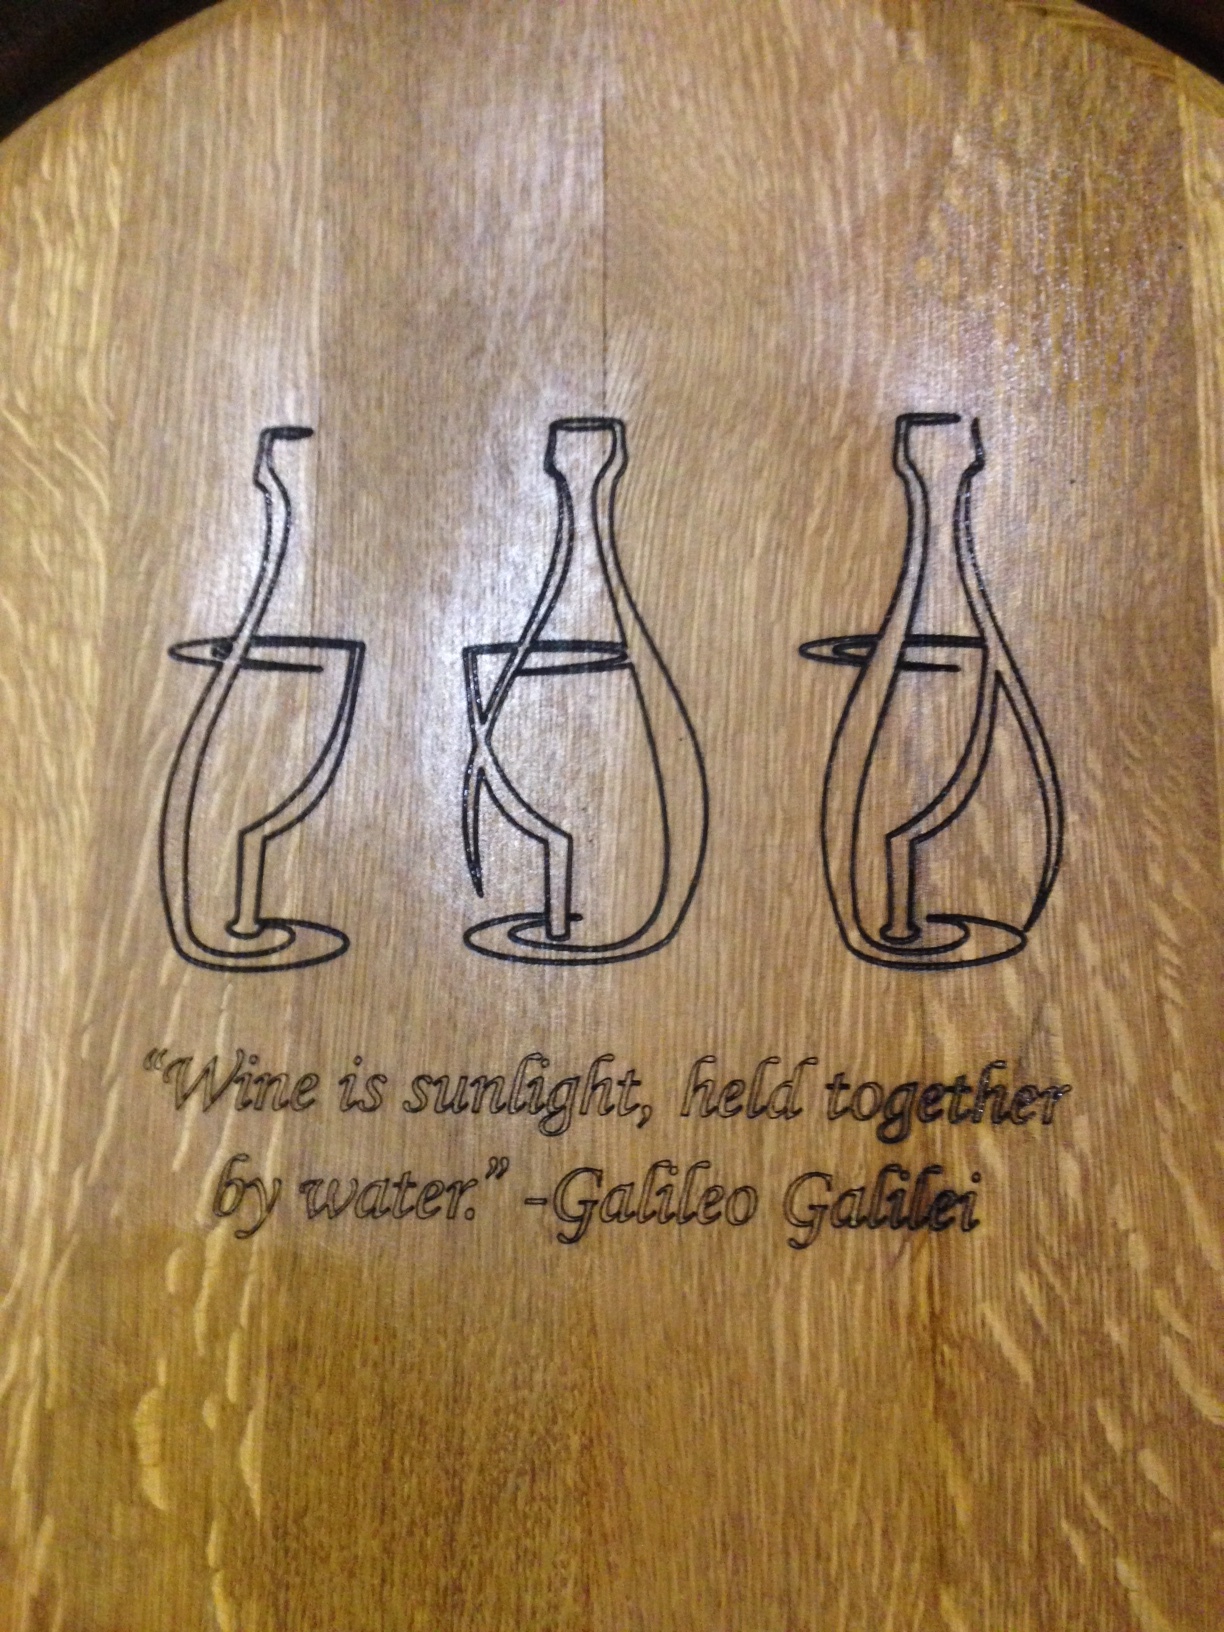 “Wine is sunlight, held together
by water.” -Galileo Galilei